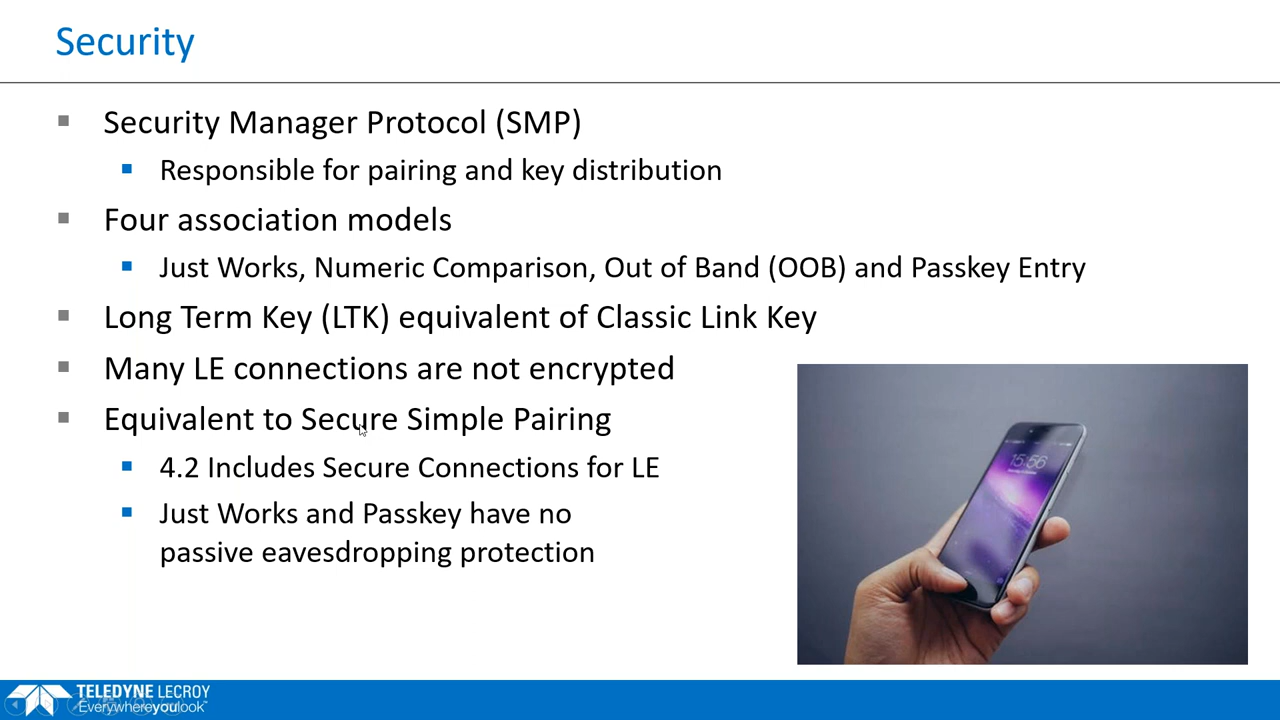 Security
Security Manager Protocol (SMP)
Responsible for pairing and key distribution
Four association models
Just Works, Numeric Comparison, Out of Band (OOB) and Passkey Entry
Long Term Key (LTK) equivalent of Classic Link Key
Many LE connections are not encrypted
Equivalent to Secure Simple Pairing
4.2 Includes Secure Connections for LE
Just Works and Passkey have no
passive eavesdropping protection
15:56
TELEDYNE LECROY
Everywhereyoulook